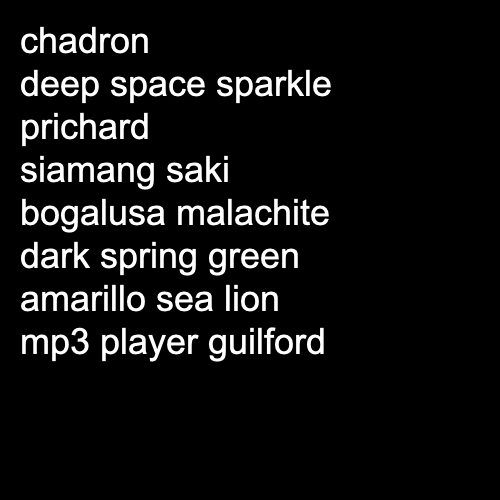 chadron
deep space sparkle
prichard
siamang saki
bogalusa malachite
dark spring green
amarillo sea lion
mp3 player guilford